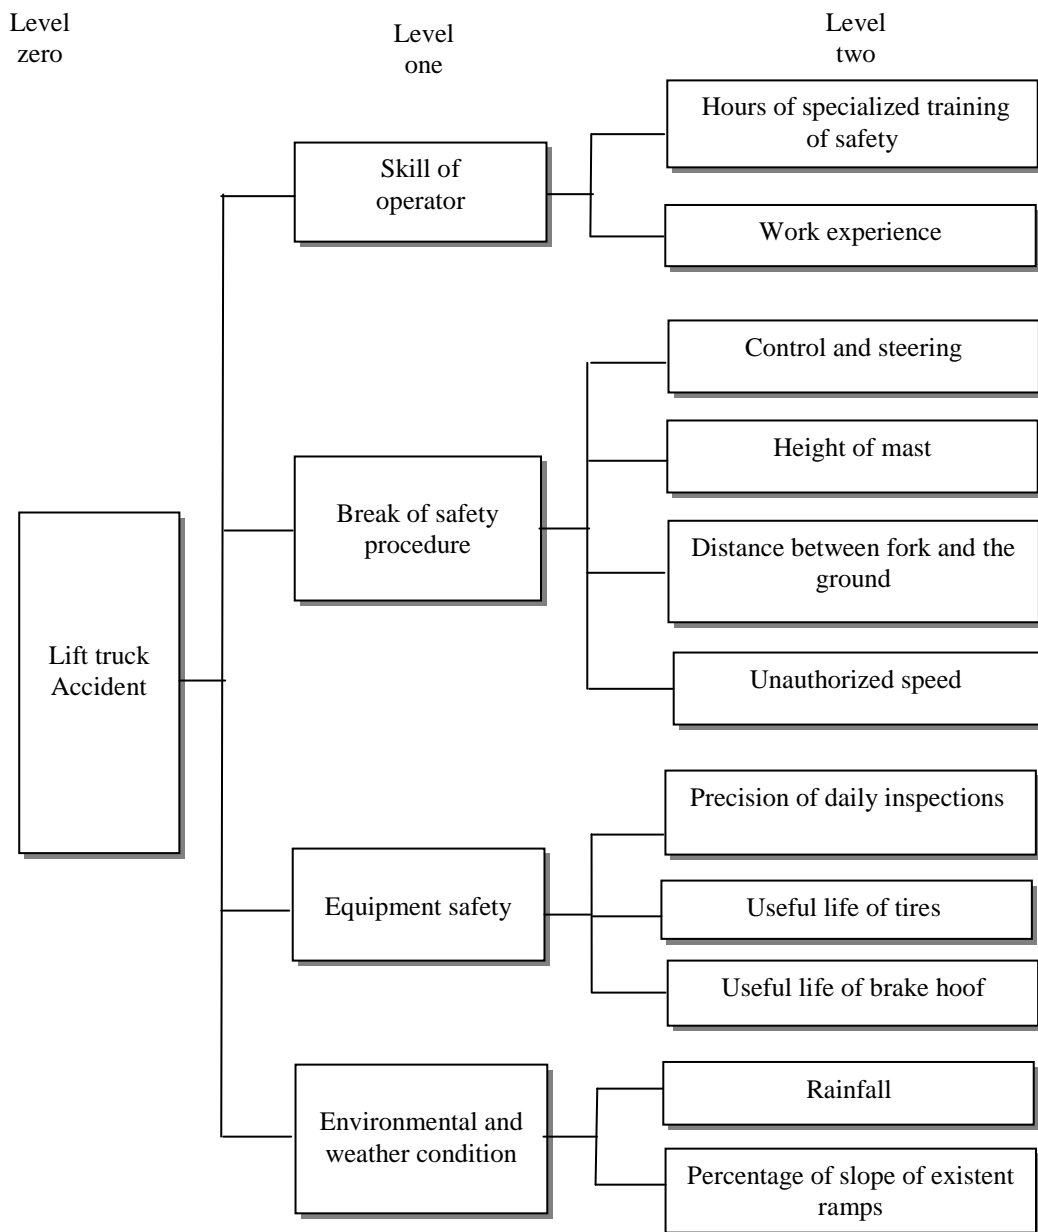 Level
zero
Level
one
Level
two
Hours of specialized training
of safety
Skill of
operator
Work experience
Control and steering
Height of mast
Break of safety
procedure
Distance between fork and the
ground
Unauthorized speed
Lift truck
Accident
Precision of daily inspections
Equipment safety
Useful life of tires
Useful life of brake hoof
Rainfall
Environmental and
weather condition
Percentage of slope of existent
ramps